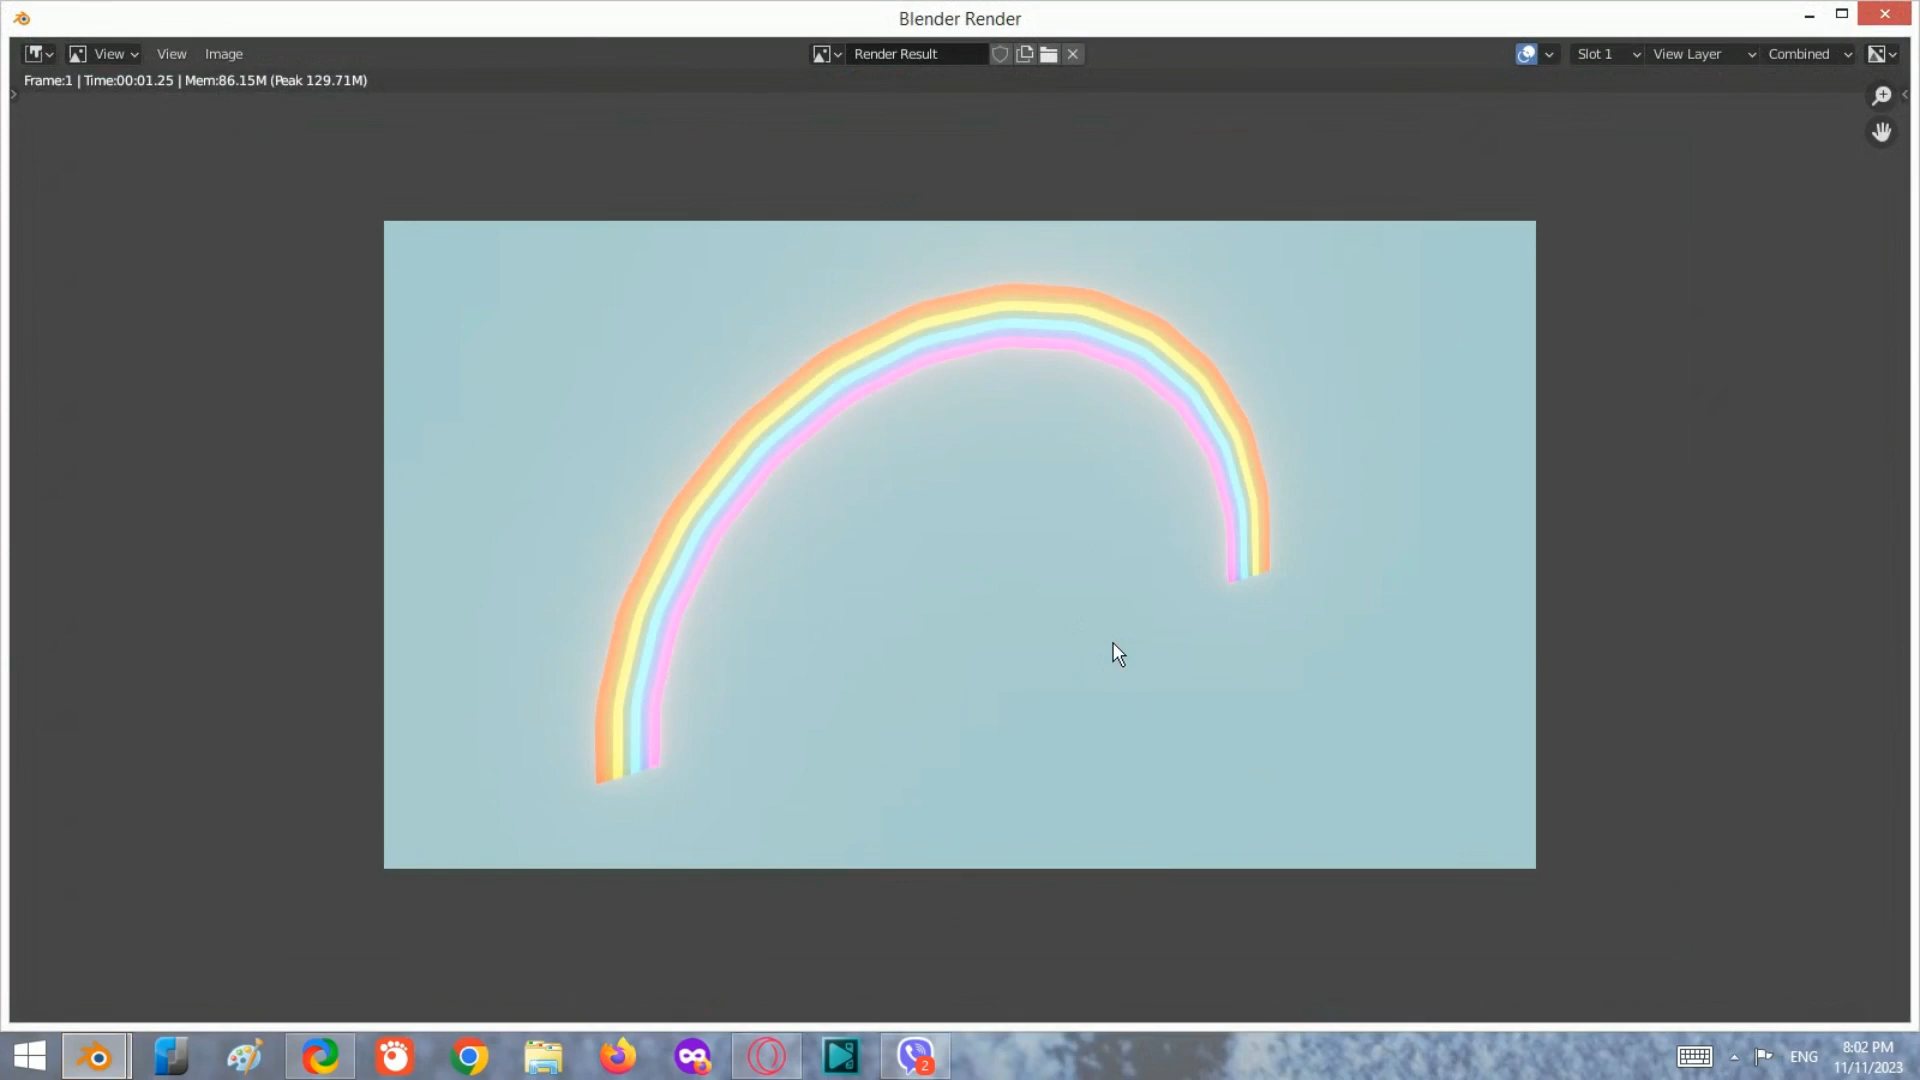 Blender Render
View View Image Render Result Slot 1 View Layer Combined
Frame:1 | Time:00:01.25 | Mem:86.15M (Peak 129.71M)
2
ENG
8:02 PM
11/11/2023